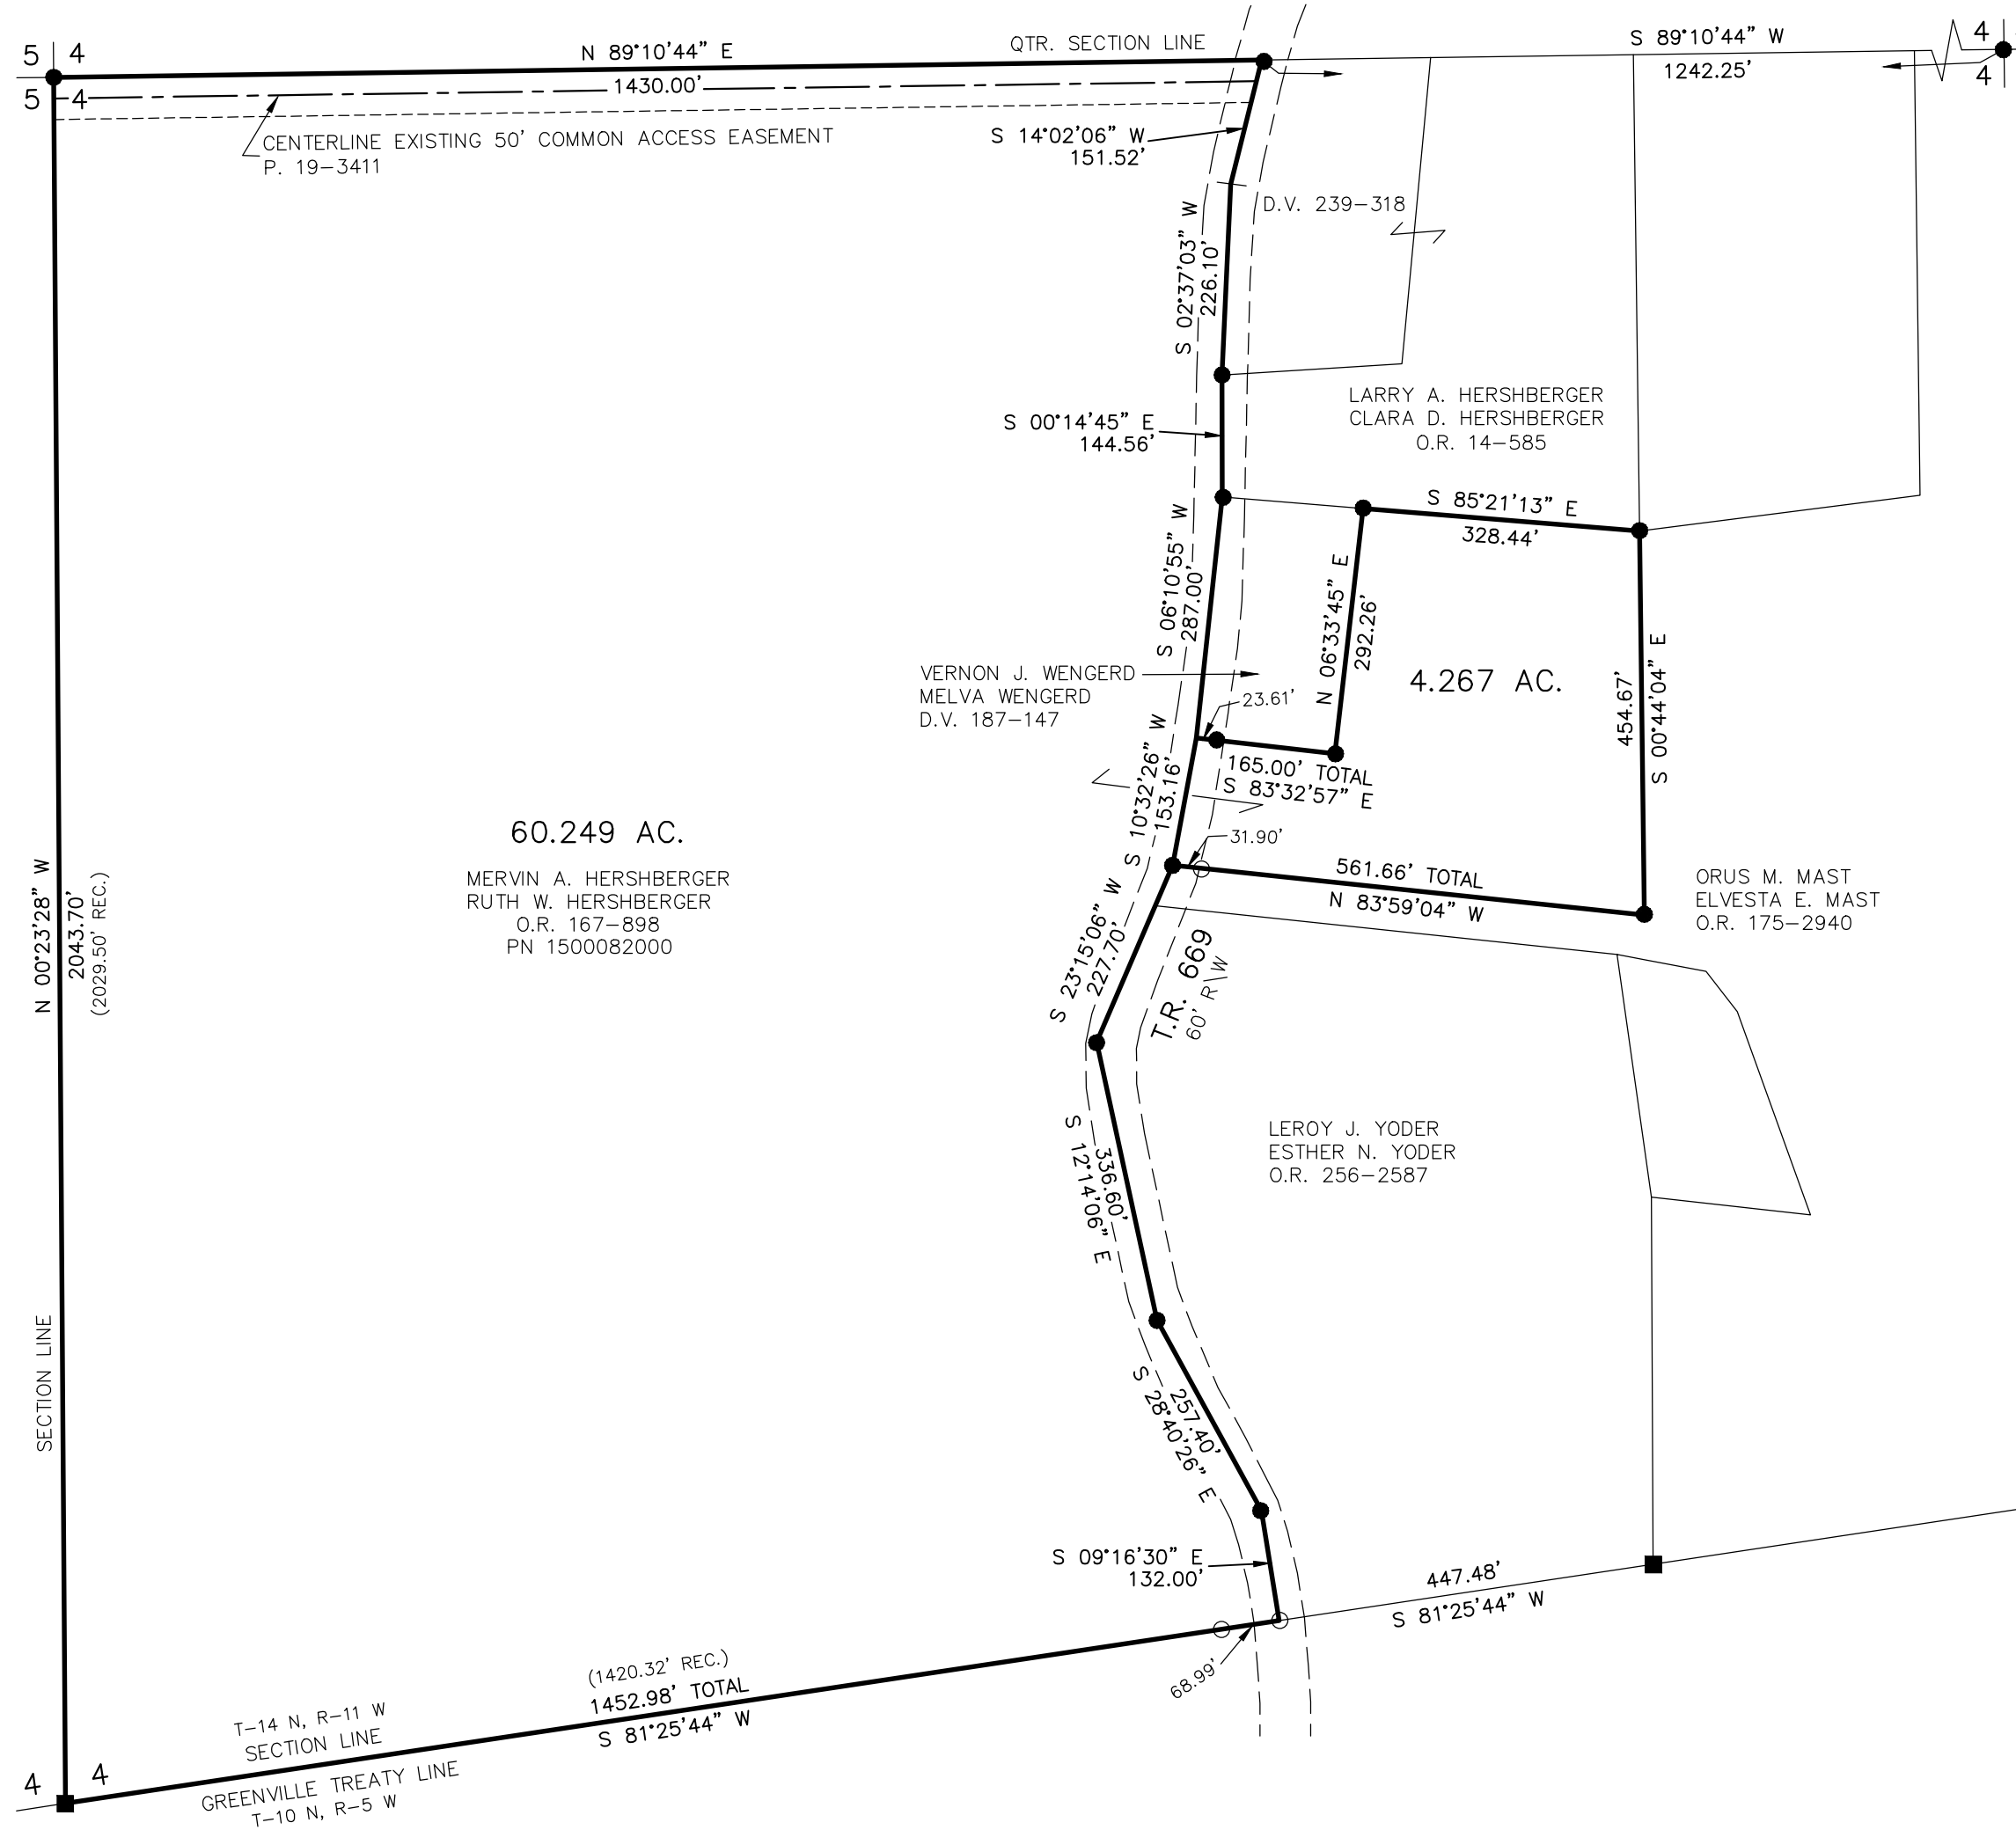 5 4
N 89°10'44" E
QTR. SECTION LINE
S 89°10'44" W
4
1430.00'
1242.25'
4
5 4
CENTERLINE EXISTING 50' COMMON ACCESS EASEMENT
P. 19-3411
S 14°02'06" W
151.52'
D.V. 239-318
S 02°37'03" W
226.10'
LARRY A. HERSHBERGER
CLARA D. HERSHBERGER
O.R. 14-585
S 00°14'45" E
144.56'
S 85°21'13" E
328.44'
S 06°10'55" W
287.00'
N 06°33'45" E
292.26'
4.267 AC.
454.67'
S 00°44'04" E
VERNON J. WENGERD
MELVA WENGERD
D.V. 187-147
23.61'
165.00' TOTAL
S 83°32'57" E
S 10°32'26" W
153.16'
31.90'
561.66' TOTAL
N 83°59'04" W
60.249 AC.
MERVIN A. HERSHBERGER
RUTH W. HERSHBERGER
O.R. 167-898
PN 1500082000
N 00°23'28" W
2043.70'
(2029.50' REC.)
ORUS M. MAST
ELVESTA E. MAST
O.R. 175-2940
S 23°15'06" W
227.70'
T.R. 669
60' R\W
LEROY J. YODER
ESTHER N. YODER
O.R. 256-2587
336.60'
S 12°14'06" E
SECTION LINE
257.40'
S 28°40'26" E
S 09°16'30" E
132.00'
447.48'
S 81°25'44" W
68.99'
(1420.32' REC.)
1452.98' TOTAL
S 81°25'44" W
T-14 N, R-11 W
SECTION LINE
4 4
GREENVILLE TREATY LINE
T-10 N, R-5 W